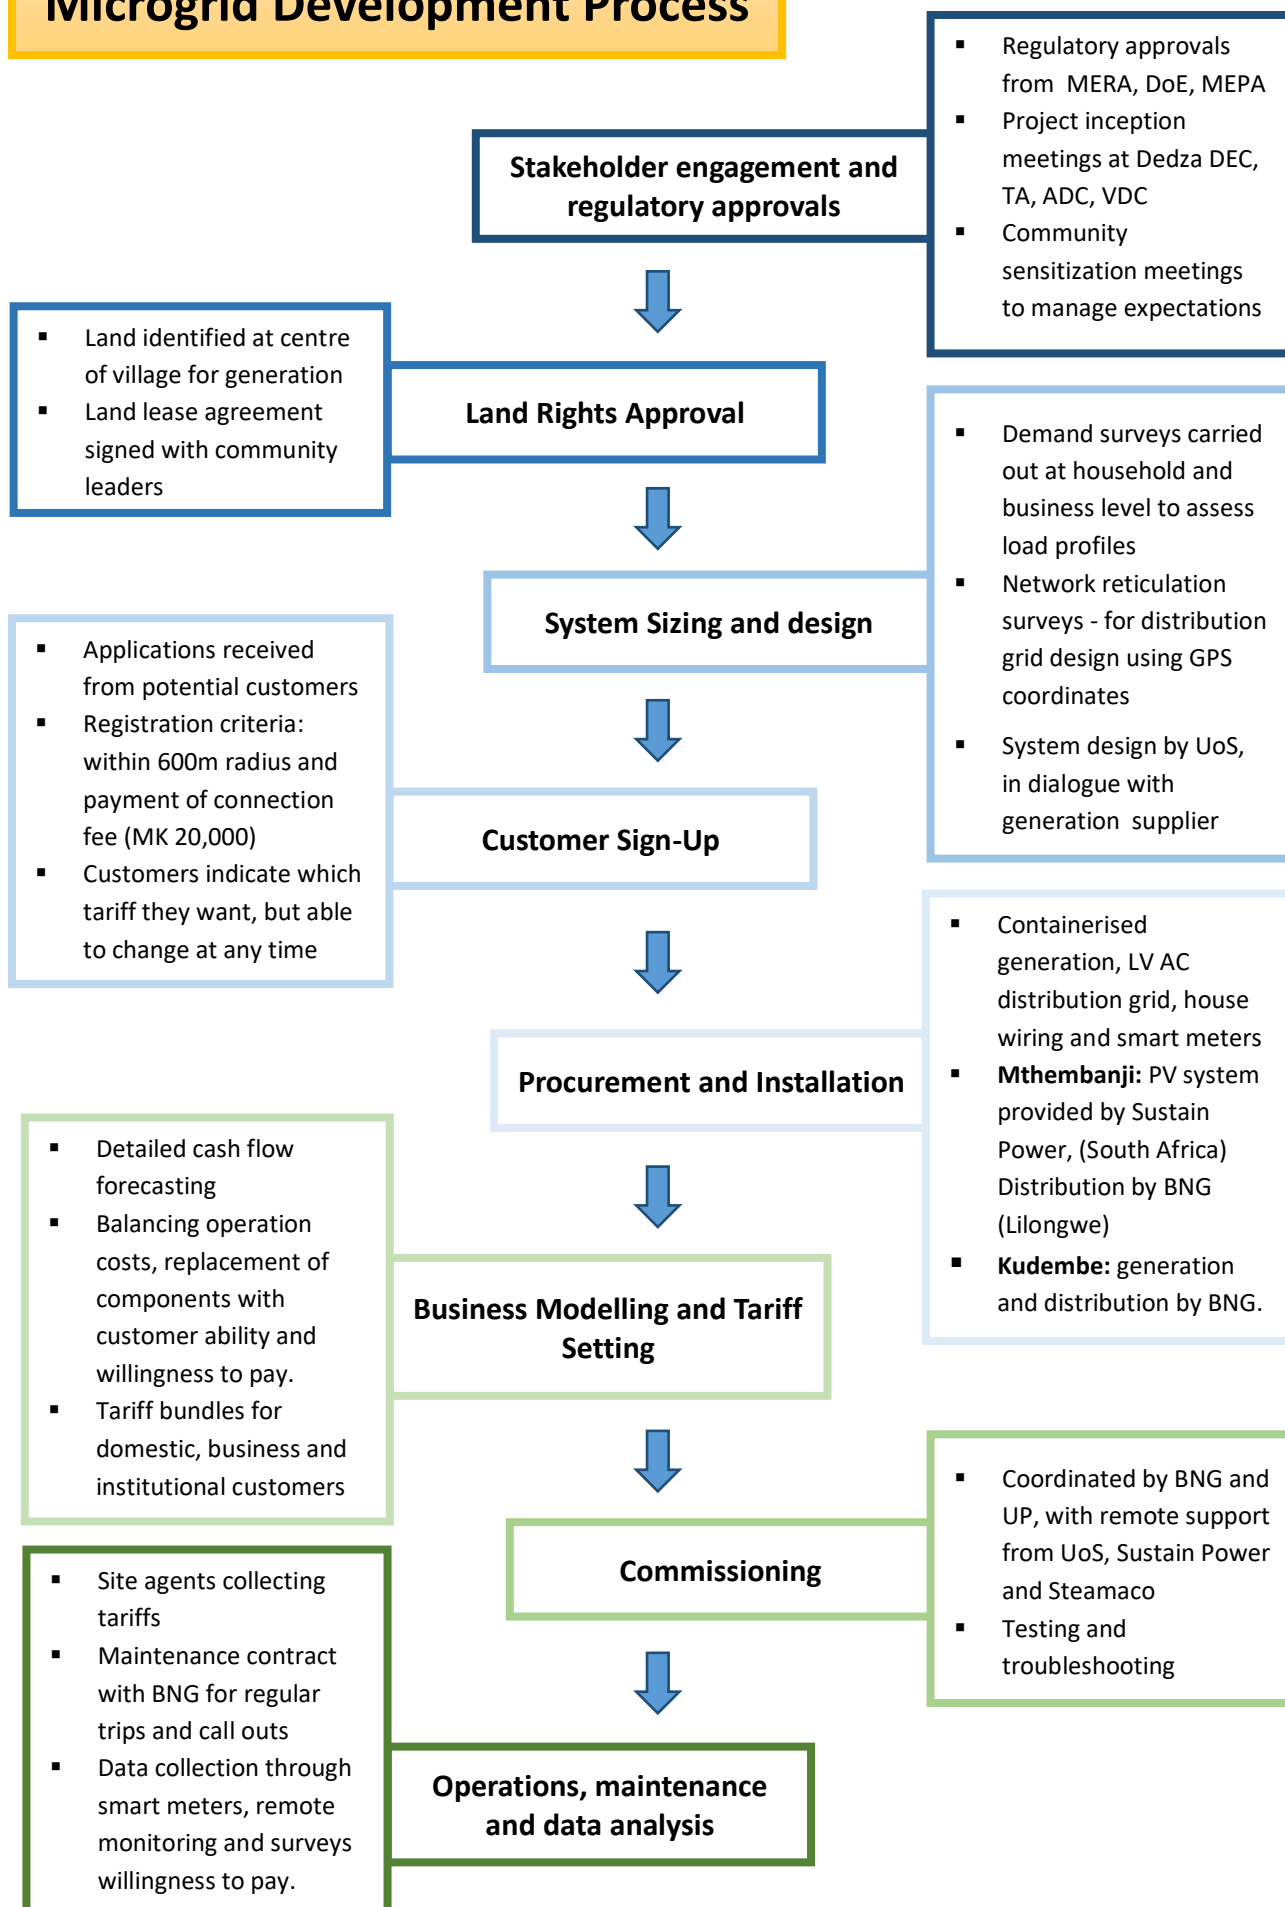 Microgrid Development Process
Stakeholder engagement and
regulatory approvals
▪ Regulatory approvals
from MERA, DoE, MEPA
▪ Project inception
meetings at Dedza DEC,
TA, ADC, VDC
▪ Community
sensitization meetings
to manage expectations
Land Rights Approval
▪ Land identified at centre
of village for generation
▪ Land lease agreement
signed with community
leaders
System Sizing and design
▪ Demand surveys carried
out at household and
business level to assess
load profiles
▪ Network reticulation
surveys - for distribution
grid design using GPS
coordinates
▪ System design by UoS,
in dialogue with
generation supplier
Customer Sign-Up
▪ Applications received
from potential customers
▪ Registration criteria:
within 600m radius and
payment of connection
fee (MK 20,000)
▪ Customers indicate which
tariff they want, but able
to change at any time
Procurement and Installation
▪ Containerised
generation, LV AC
distribution grid, house
wiring and smart meters
▪ Mthembanji: PV system
provided by Sustain
Power, (South Africa)
Distribution by BNG
(Lilongwe)
▪ Kudembe: generation
and distribution by BNG.
Business Modelling and Tariff
Setting
▪ Detailed cash flow
forecasting
▪ Balancing operation
costs, replacement of
components with
customer ability and
willingness to pay.
▪ Tariff bundles for
domestic, business and
institutional customers
Commissioning
▪ Coordinated by BNG and
UP, with remote support
from UoS, Sustain Power
and Steamaco
▪ Testing and
troubleshooting
Operations, maintenance
and data analysis
▪ Site agents collecting
tariffs
▪ Maintenance contract
with BNG for regular
trips and call outs
▪ Data collection through
smart meters, remote
monitoring and surveys
willingness to pay.